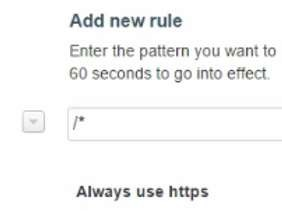 Add new rule
Enter the pattern you want to
60 seconds to go into effect.
/*
Always use https